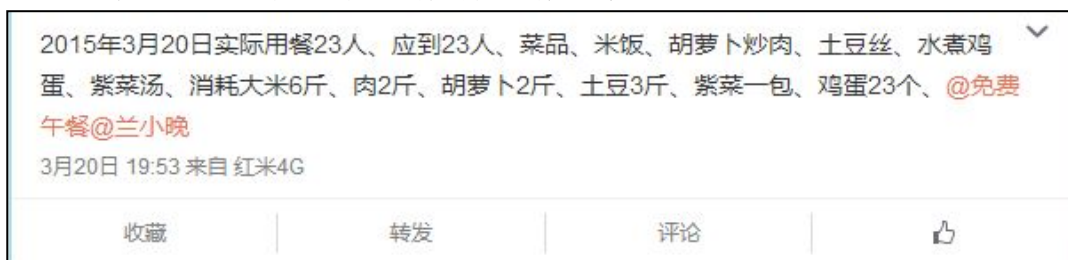 2015年3月20日实际用餐23人、应到23人、菜品、米饭、胡萝卜炒肉、土豆丝、水煮鸡
蛋、紫菜汤、消耗大米6斤、肉2斤、胡萝卜2斤、土豆3斤、紫菜一包、鸡蛋23个、@免费
午餐@兰小晚
3月20日 19:53 来自 红米4G
收藏 转发 评论